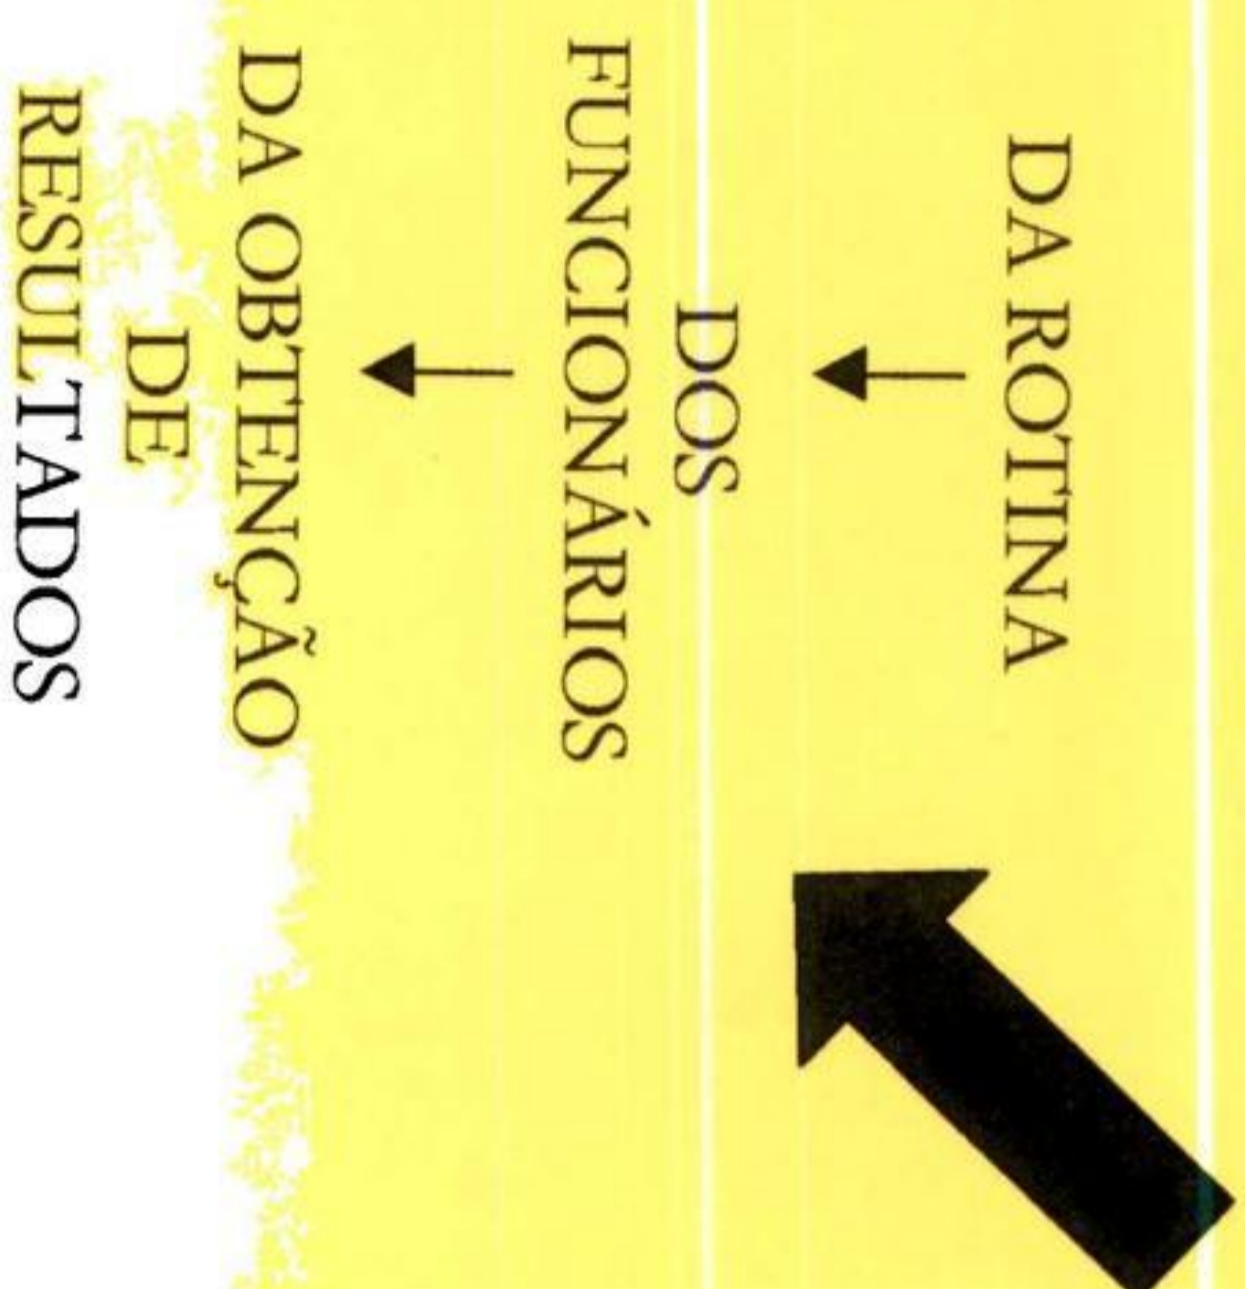 DA ROTINA
DOS
FUNCIONÁRIOS
DA OBTENÇÃO
DE
RESULTADOS